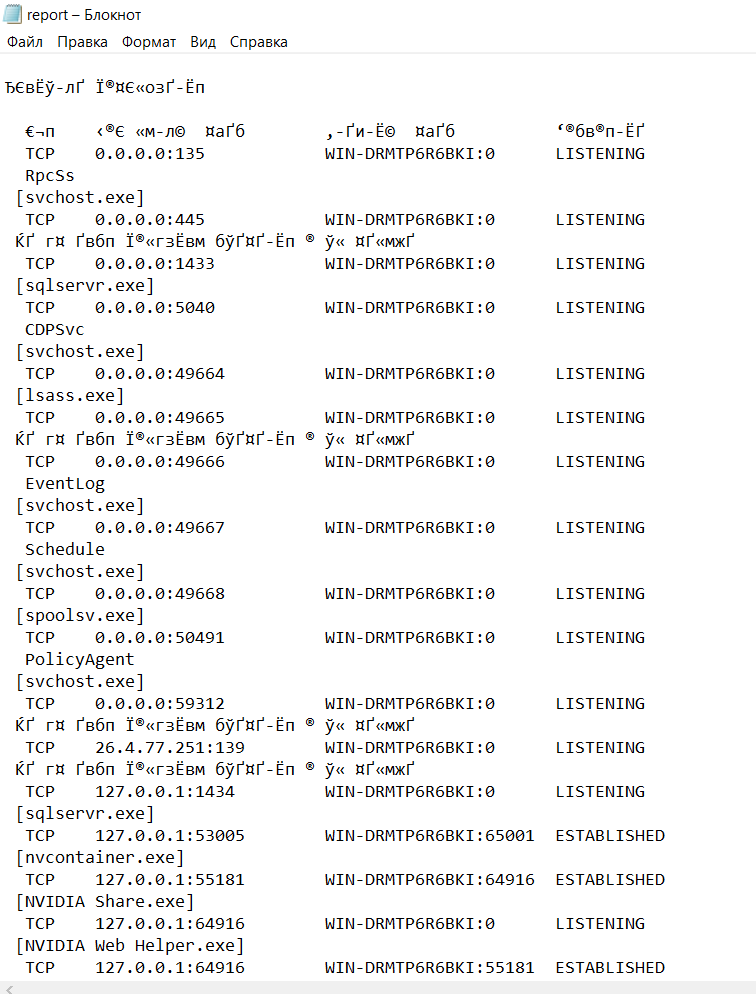 report – Блокнот
Файл Правка Формат Вид Справка
ЂЄвЁў-лҐ Ї®¤Є«озҐ-Ёп
€¬п ‹®Є «м-л© ¤аҐб ‚-Ґи-Ё© ¤аҐб ‘®бв®п-ЁҐ
TCP 0.0.0.0:135 WIN-DRMTP6R6BKI:0 LISTENING
RpcSs
[svchost.exe]
TCP 0.0.0.0:445 WIN-DRMTP6R6BKI:0 LISTENING
ЌҐ г¤ Ґвбп Ї®«гзЁвм бўҐ¤Ґ-Ёп ® ў« ¤Ґ«мжҐ
TCP 0.0.0.0:1433 WIN-DRMTP6R6BKI:0 LISTENING
[sqlservr.exe]
TCP 0.0.0.0:5040 WIN-DRMTP6R6BKI:0 LISTENING
CDPSvc
[svchost.exe]
TCP 0.0.0.0:49664 WIN-DRMTP6R6BKI:0 LISTENING
[lsass.exe]
TCP 0.0.0.0:49665 WIN-DRMTP6R6BKI:0 LISTENING
ЌҐ г¤ Ґвбп Ї®«гзЁвм бўҐ¤Ґ-Ёп ® ў« ¤Ґ«мжҐ
TCP 0.0.0.0:49666 WIN-DRMTP6R6BKI:0 LISTENING
EventLog
[svchost.exe]
TCP 0.0.0.0:49667 WIN-DRMTP6R6BKI:0 LISTENING
Schedule
[svchost.exe]
TCP 0.0.0.0:49668 WIN-DRMTP6R6BKI:0 LISTENING
[spoolsv.exe]
TCP 0.0.0.0:50491 WIN-DRMTP6R6BKI:0 LISTENING
PolicyAgent
[svchost.exe]
TCP 0.0.0.0:59312 WIN-DRMTP6R6BKI:0 LISTENING
ЌҐ г¤ Ґвбп Ї®«гзЁвм бўҐ¤Ґ-Ёп ® ў« ¤Ґ«мжҐ
TCP 26.4.77.251:139 WIN-DRMTP6R6BKI:0 LISTENING
ЌҐ г¤ Ґвбп Ї®«гзЁвм бўҐ¤Ґ-Ёп ® ў« ¤Ґ«мжҐ
TCP 127.0.0.1:1434 WIN-DRMTP6R6BKI:0 LISTENING
[sqlservr.exe]
TCP 127.0.0.1:53005 WIN-DRMTP6R6BKI:65001 ESTABLISHED
[nvcontainer.exe]
TCP 127.0.0.1:55181 WIN-DRMTP6R6BKI:64916 ESTABLISHED
[NVIDIA Share.exe]
TCP 127.0.0.1:64916 WIN-DRMTP6R6BKI:0 LISTENING
[NVIDIA Web Helper.exe]
TCP 127.0.0.1:64916 WIN-DRMTP6R6BKI:55181 ESTABLISHED